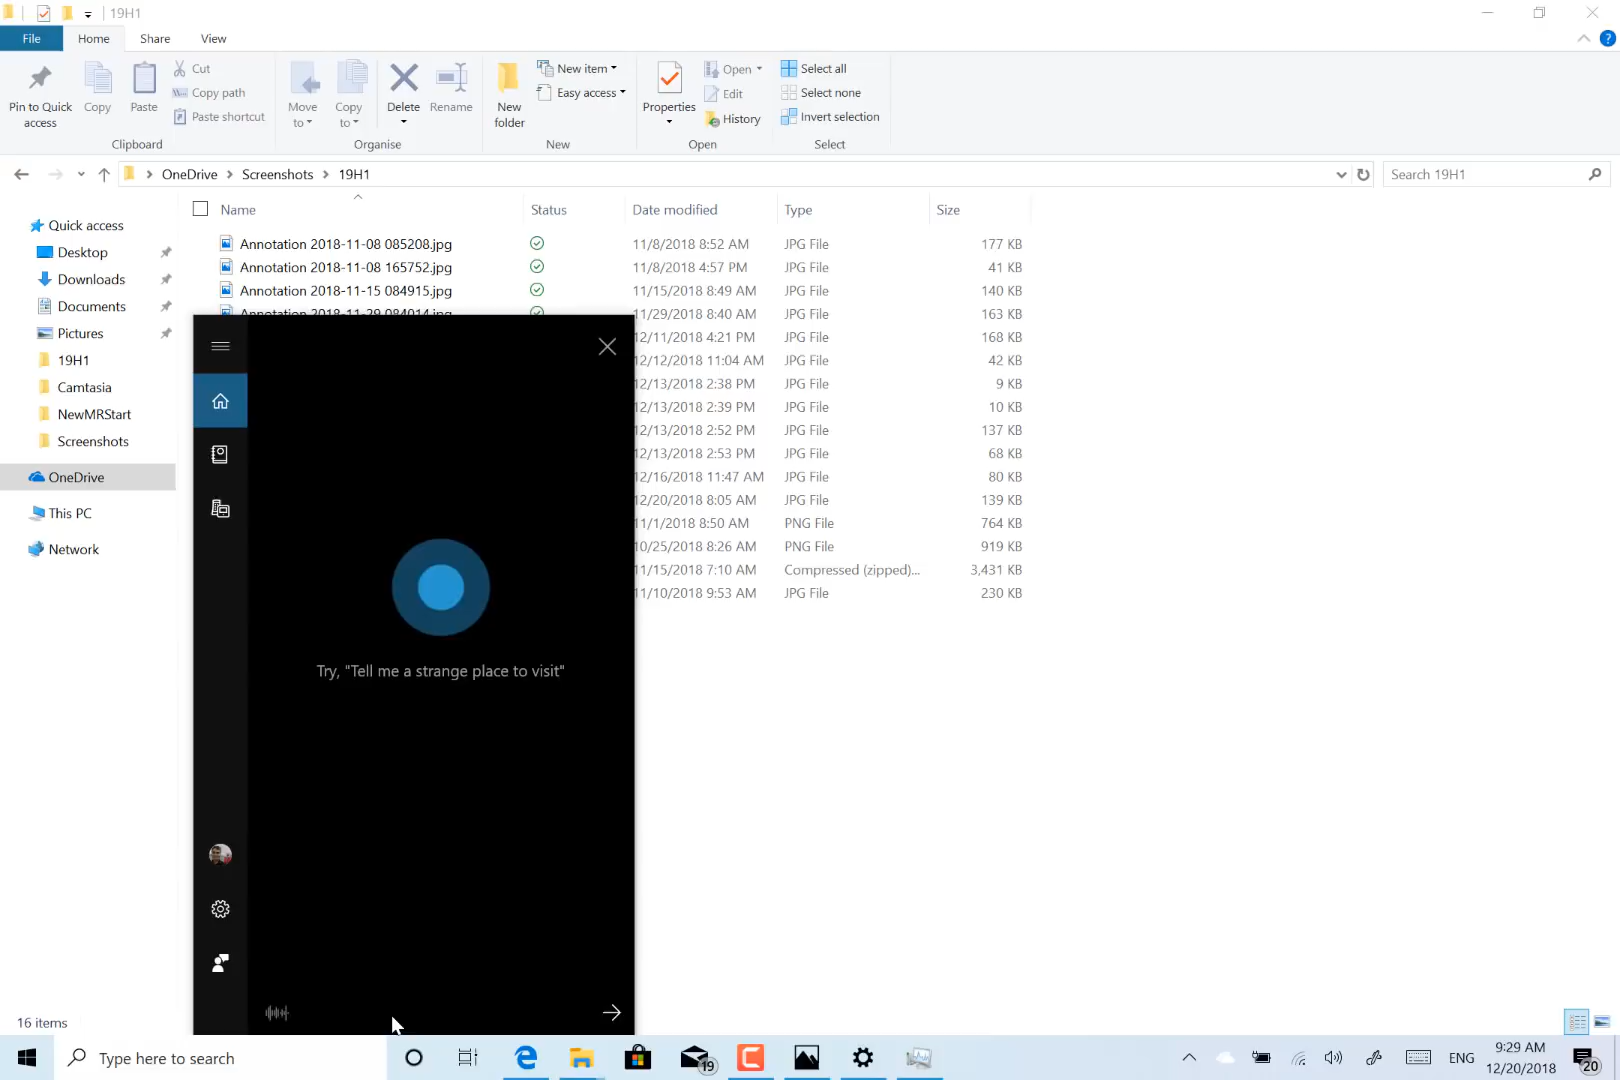 19H1
File Home Share View
Pin to Quick access
Copy
Paste
Cut
Copy path
Paste shortcut
Clipboard
Move to
Copy to
Delete
Rename
Organise
New folder
New item
Easy access
New
Properties
Open
Edit
History
Open
Select all
Select none
Invert selection
Select
OneDrive > Screenshots > 19H1
Search 19H1
Name Status Date modified Type Size
Quick access
Desktop
Downloads
Documents
Pictures
19H1
Camtasia
NewMRStart
Screenshots
OneDrive
This PC
Network
Annotation 2018-11-08 085208.jpg 11/8/2018 8:52 AM JPG File 177 KB
Annotation 2018-11-08 165752.jpg 11/8/2018 4:57 PM JPG File 41 KB
Annotation 2018-11-15 084915.jpg 11/15/2018 8:49 AM JPG File 140 KB
Annotation 2018-11-29 084014.jpg 11/29/2018 8:40 AM JPG File 163 KB
12/11/2018 4:21 PM JPG File 168 KB
12/12/2018 11:04 AM JPG File 42 KB
12/13/2018 2:38 PM JPG File 9 KB
12/13/2018 2:39 PM JPG File 10 KB
12/13/2018 2:52 PM JPG File 137 KB
12/13/2018 2:53 PM JPG File 68 KB
12/16/2018 11:47 AM JPG File 80 KB
12/20/2018 8:05 AM JPG File 139 KB
11/1/2018 8:50 AM PNG File 764 KB
10/25/2018 8:26 AM PNG File 919 KB
11/15/2018 7:10 AM Compressed (zipped)... 3,431 KB
11/10/2018 9:53 AM JPG File 230 KB
Try, "Tell me a strange place to visit"
16 items
Type here to search
19
ENG
9:29 AM
12/20/2018
20